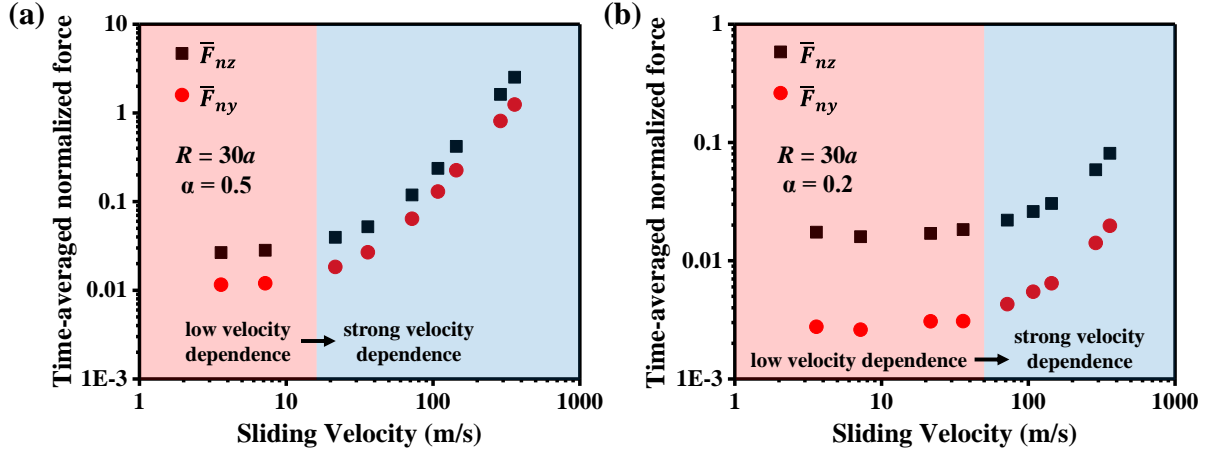 (a)
Time-averaged normalized force
10
1
0.1
0.01
1E-3
F̅nz
F̅ny
R = 30a
α = 0.5
low velocity dependence
strong velocity dependence
1 10 100 1000
Sliding Velocity (m/s)
(b)
Time-averaged normalized force
1
0.1
0.01
1E-3
F̅nz
F̅ny
R = 30a
α = 0.2
low velocity dependence
strong velocity dependence
1 10 100 1000
Sliding Velocity (m/s)